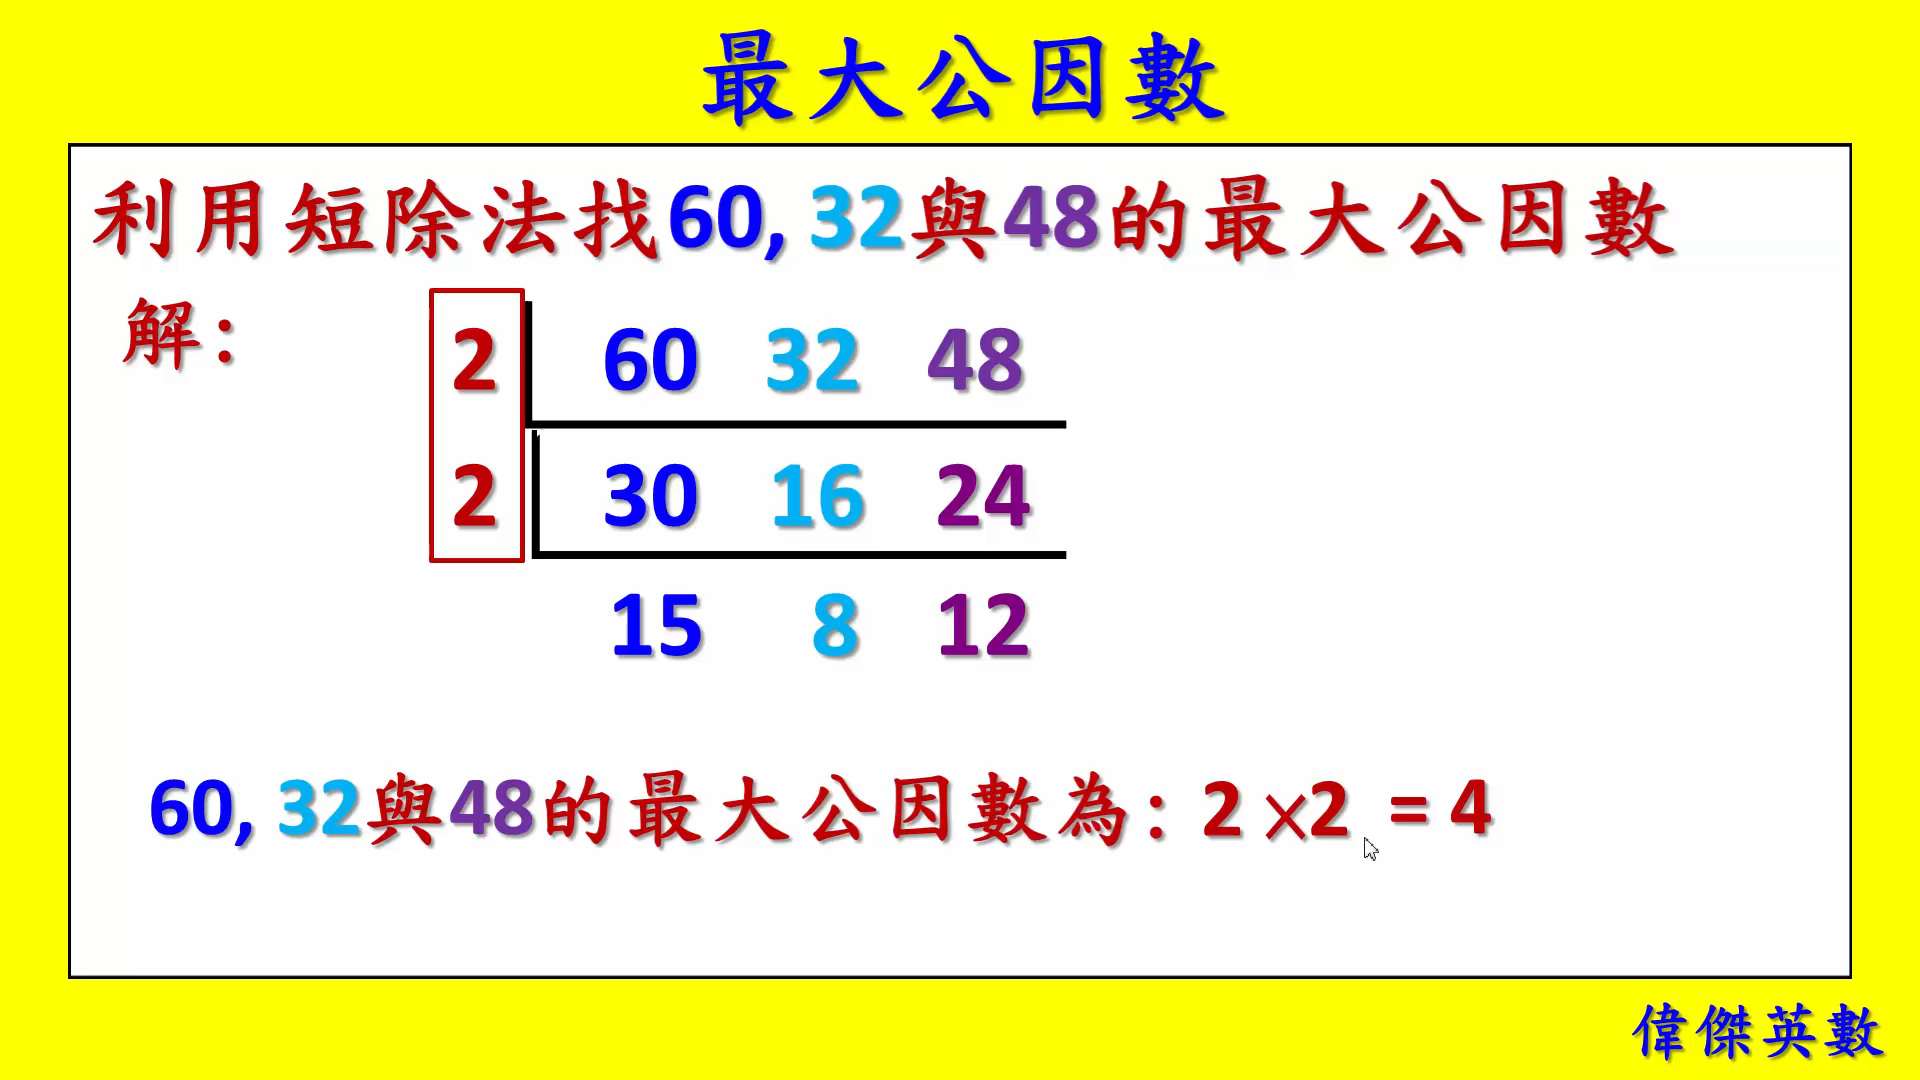 最大公因數
利用短除法找60, 32與48的最大公因數
解:
2 60 32 48
2 30 16 24
15 8 12
60, 32與48的最大公因數為: 2 ×2 = 4
偉傑英數